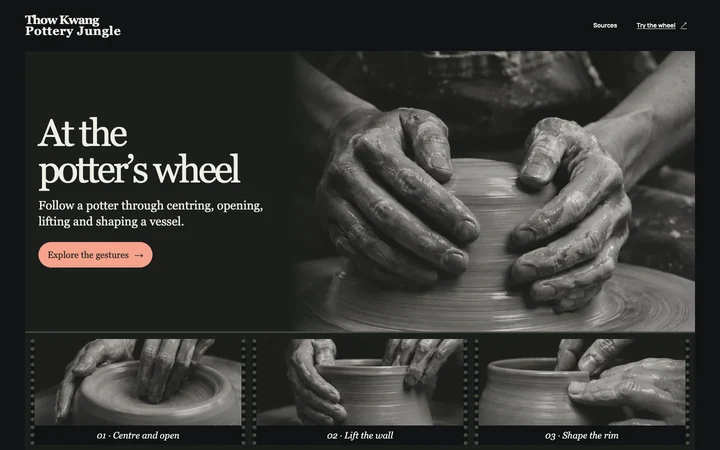 Thow Kwang
Pottery Jungle
Sources
Try the wheel
At the
potter's wheel
Follow a potter through centring, opening,
lifting and shaping a vessel.
Explore the gestures →
01 · Centre and open
02 · Lift the wall
03 · Shape the rim